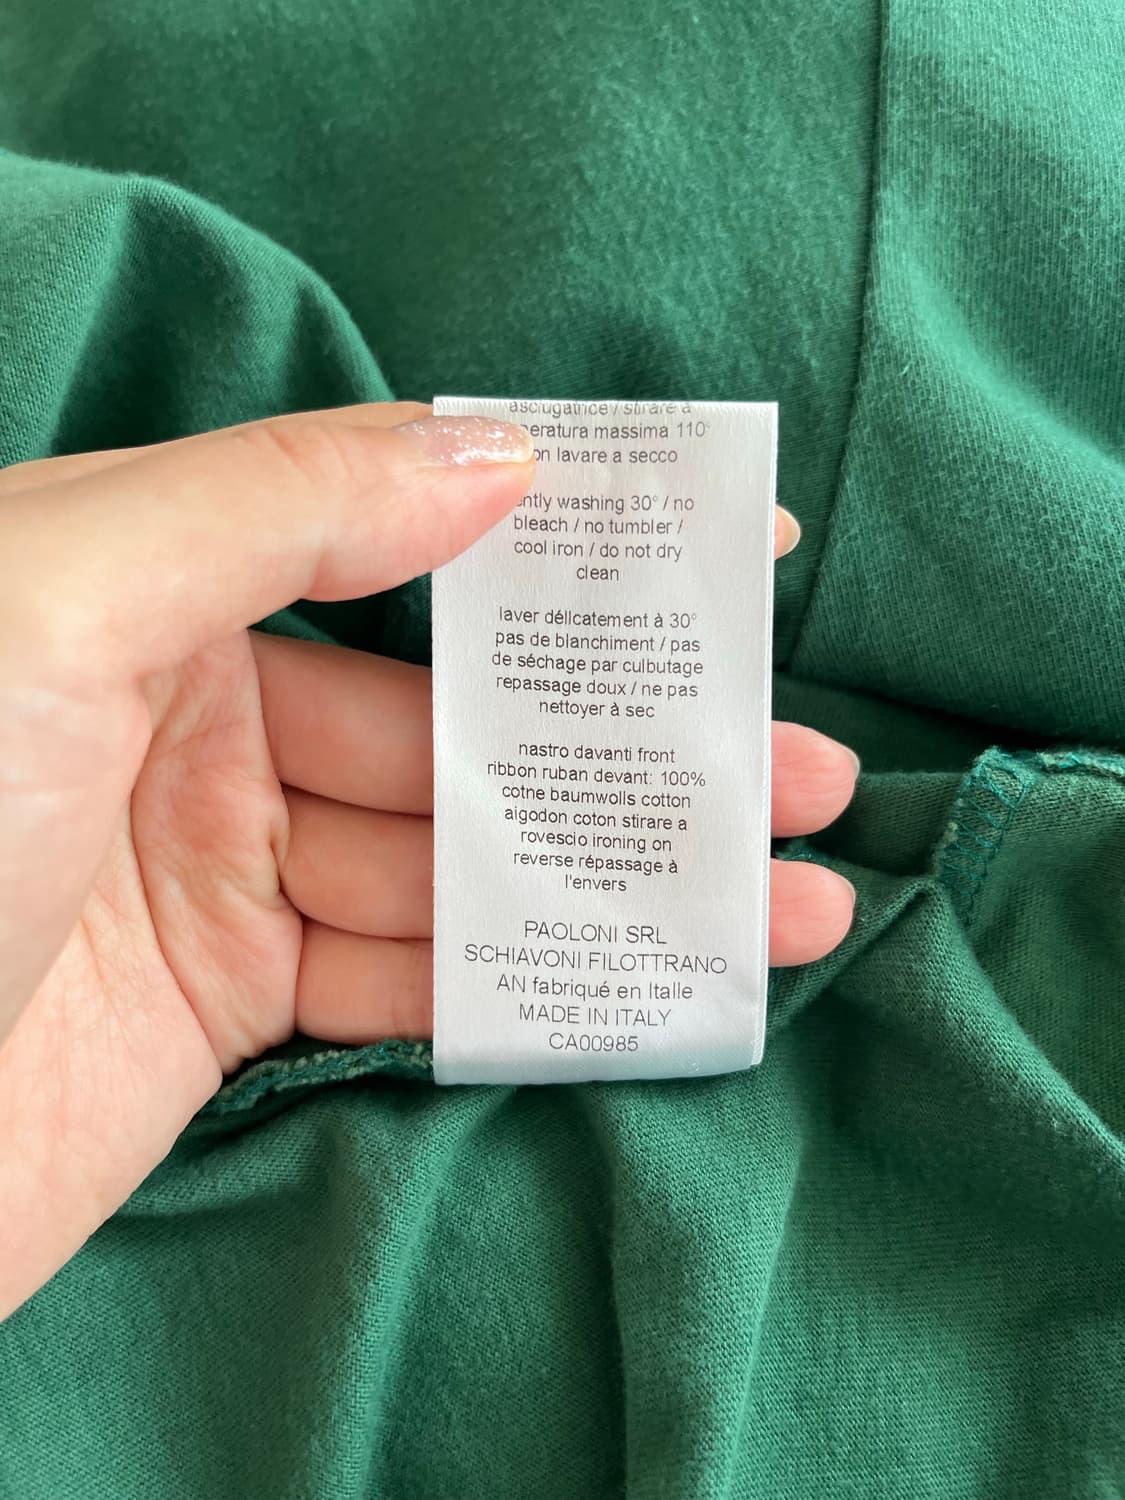 asciugatrice / stirare a
peratura massima 110°
on lavare a secco
ntly washing 30° / no
bleach / no tumbler /
cool iron / do not dry
clean
laver délicatement à 30°
pas de blanchiment / pas
de séchage par culbutage
repassage doux / ne pas
nettoyer à sec
nastro davanti front
ribbon ruban devant: 100%
cotne baumwolls cotton
algodon coton stirare a
rovescio ironing on
reverse répassage à
l'envers
PAOLONI SRL
SCHIAVONI FILOTTRANO
AN fabriqué en Italle
MADE IN ITALY
CA00985